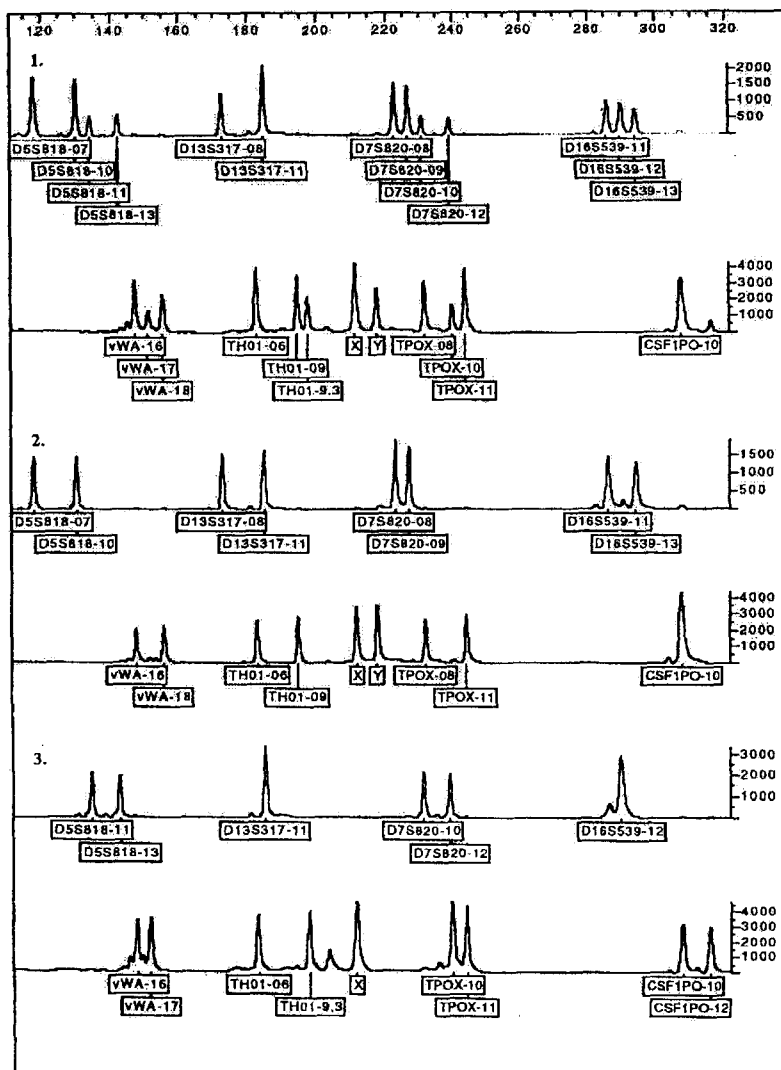 120 140 160 180 200 220 240 260 280 300 320
1.
2000
1500
1000
500
D5S818-07 D13S317-08 D7S820-08 D16S539-11
D5S818-10 D13S317-11 D7S820-09 D16S539-12
D5S818-11 D7S820-10 D16S539-13
D5S818-13 D7S820-12
4000
3000
2000
1000
vWA-16 TH01-06 X Y TPOX-08 CSF1PO-10
vWA-17 TH01-09 TPOX-10
vWA-18 TH01-9.3 TPOX-11
2.
1500
1000
500
D5S818-07 D13S317-08 D7S820-08 D16S539-11
D5S818-10 D13S317-11 D7S820-09 D16S539-13
4000
3000
2000
1000
vWA-16 TH01-06 X Y TPOX-08 CSF1PO-10
vWA-18 TH01-09 TPOX-11
3.
3000
2000
1000
D5S818-11 D13S317-11 D7S820-10 D16S539-12
D5S818-13 D7S820-12
4000
3000
2000
1000
vWA-16 TH01-06 X TPOX-10 CSF1PO-10
vWA-17 TH01-9.3 TPOX-11 CSF1PO-12